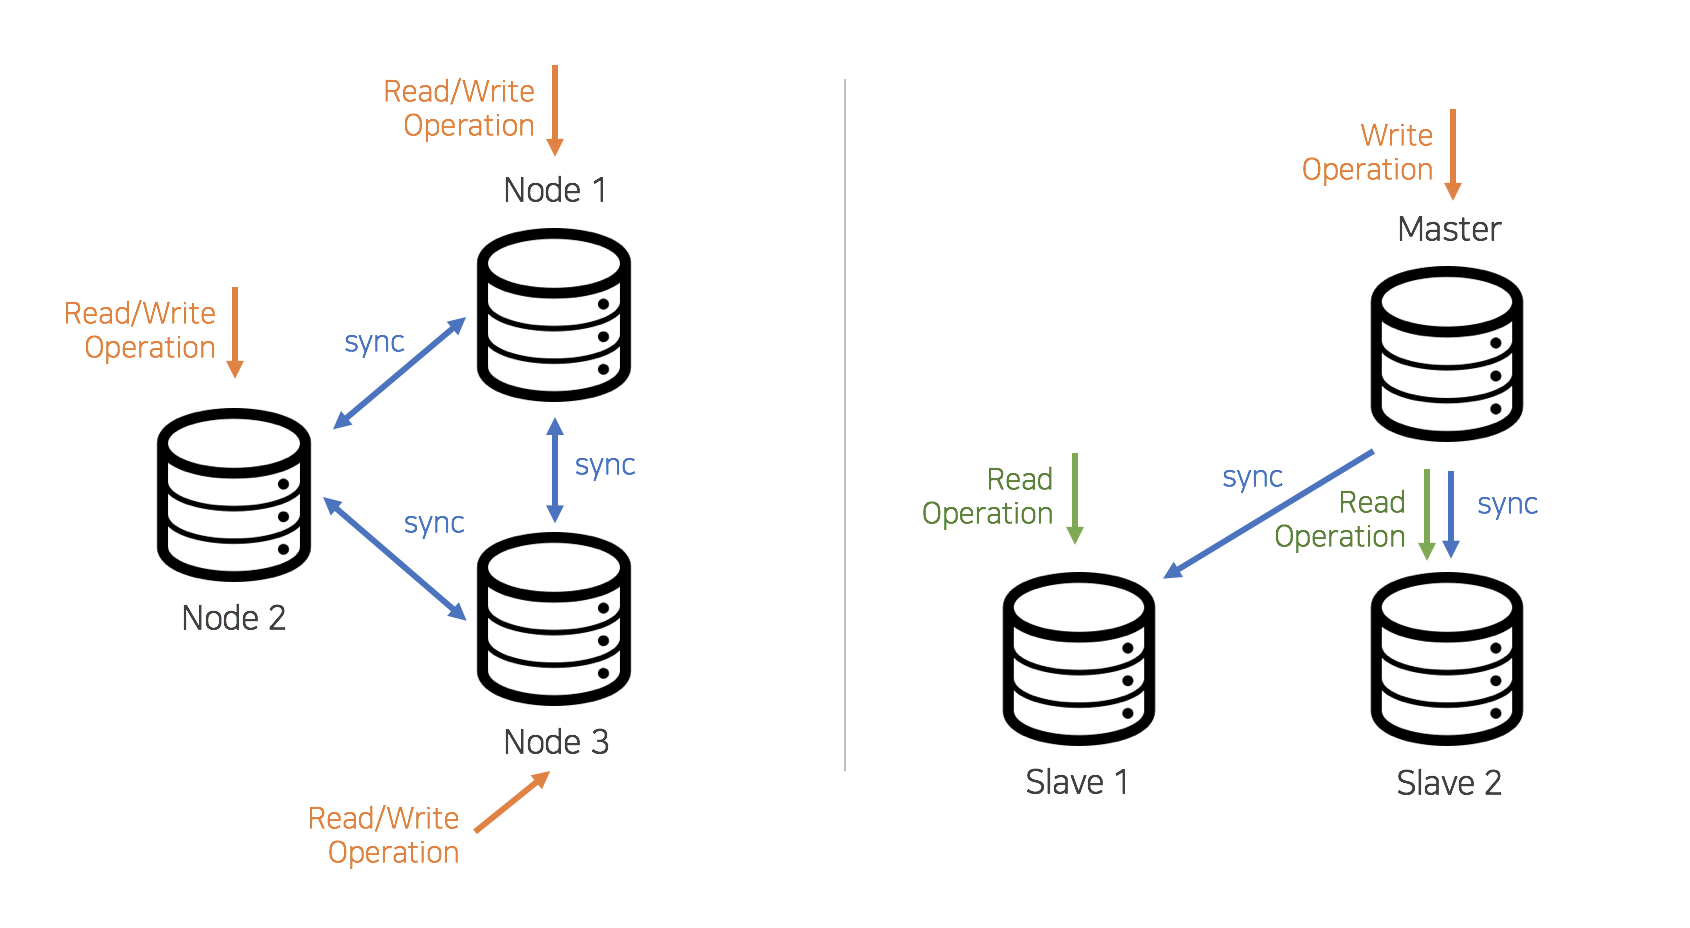 Read/Write
Operation
Node 1
Read/Write
Operation
sync
sync
sync
Node 2
Node 3
Read/Write
Operation
Write
Operation
Master
Read
Operation
sync
Read
Operation
sync
Slave 1
Slave 2